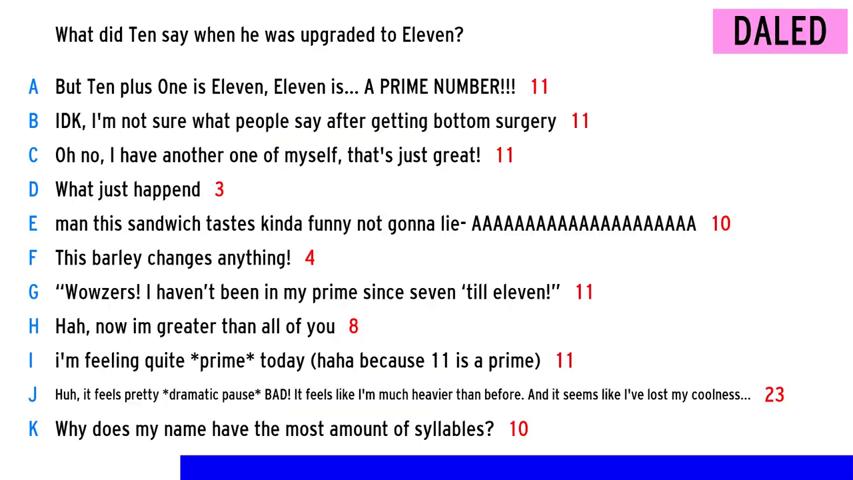 What did Ten say when he was upgraded to Eleven?
DALED
A But Ten plus One is Eleven, Eleven is... A PRIME NUMBER!!! 11
B IDK, I'm not sure what people say after getting bottom surgery 11
C Oh no, I have another one of myself, that's just great! 11
D What just happend 3
E man this sandwich tastes kinda funny not gonna lie- AAAAAAAAAAAAAAAAAAAAA 10
F This barley changes anything! 4
G “Wowzers! I haven’t been in my prime since seven ‘till eleven!” 11
H Hah, now im greater than all of you 8
I i'm feeling quite *prime* today (haha because 11 is a prime) 11
J Huh, it feels pretty *dramatic pause* BAD! It feels like I'm much heavier than before. And it seems like I've lost my coolness... 23
K Why does my name have the most amount of syllables? 10